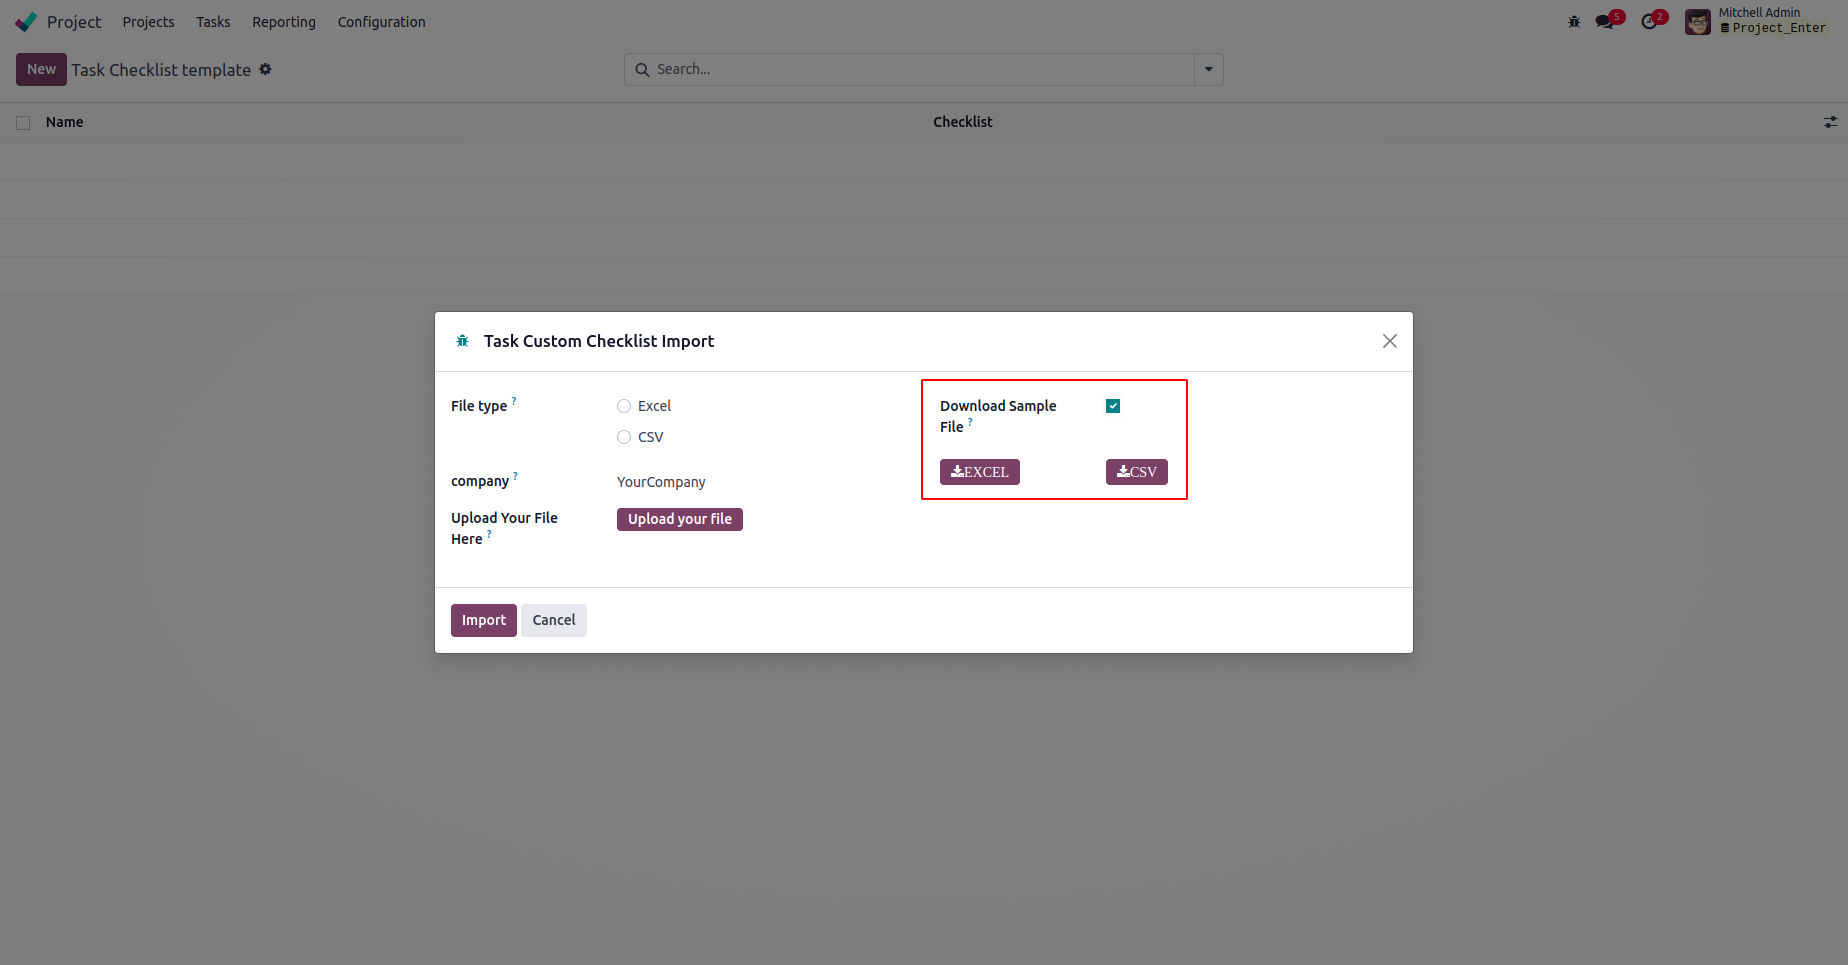 Project Projects Tasks Reporting Configuration 5 2 Mitchell Admin
Project_Enter
New Task Checklist template Search...
Name Checklist
Task Custom Checklist Import
File type ? Excel Download Sample
File ?
CSV
EXCEL CSV
company ? YourCompany
Upload Your File Upload your file
Here ?
Import Cancel